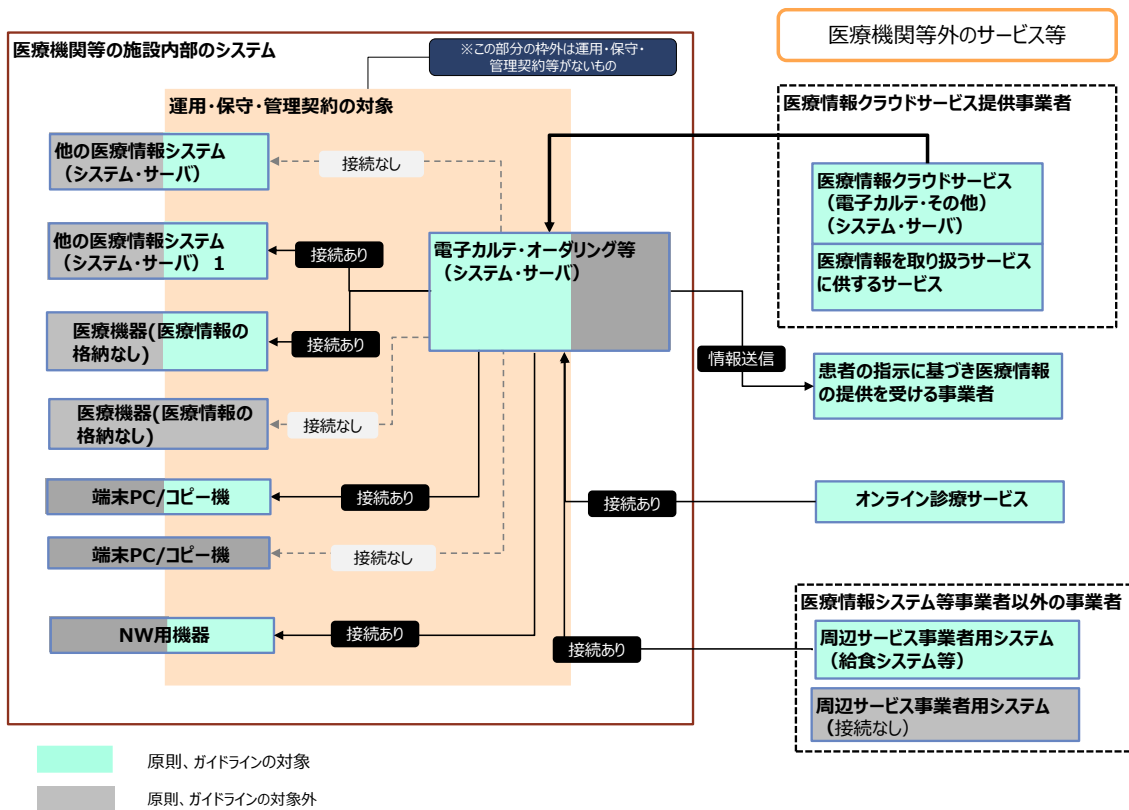 医療機関等外のサービス等
医療機関等の施設内部のシステム
※この部分の枠外は運用・保守・
管理契約等がないもの
運用・保守・管理契約の対象
他の医療情報システム
（システム・サーバ）
接続なし
他の医療情報システム
（システム・サーバ） 1
接続あり
医療機器(医療情報の
格納なし)
接続あり
医療機器(医療情報の
格納なし)
接続なし
端末PC/コピー機
接続あり
端末PC/コピー機
接続なし
NW用機器
接続あり
電子カルテ・オーダリング等
（システム・サーバ）
医療情報クラウドサービス提供事業者
医療情報クラウドサービス
（電子カルテ・その他）
（システム・サーバ）
医療情報を取り扱うサービス
に供するサービス
情報送信
患者の指示に基づき医療情報
の提供を受ける事業者
接続あり
オンライン診療サービス
医療情報システム等事業者以外の事業者
接続あり
周辺サービス事業者用システム
（給食システム等）
周辺サービス事業者用システム
（接続なし）
原則、ガイドラインの対象
原則、ガイドラインの対象外